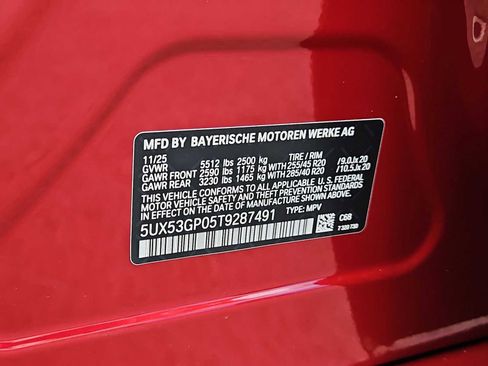 MFD BY BAYERISCHE MOTOREN WERKE AG
11/25 TIRE / RIM
GVWR 5512 lbs 2500 kg
GAWR FRONT 2590 lbs 1175 kg WITH 255/45 R20 /9.0Jx20
GAWR REAR 3230 lbs 1465 kg WITH 285/40 R20 /10.5Jx20
THIS VEHICLE CONFORMS TO ALL APPLICABLE U.S. FEDERAL
MOTOR VEHICLE SAFETY AND THEFT PREVENTION STANDARDS
IN EFFECT ON THE DATE OF MANUFACTURE SHOWN ABOVE.
5UX53GP05T9287491 TYPE: MPV
C6B